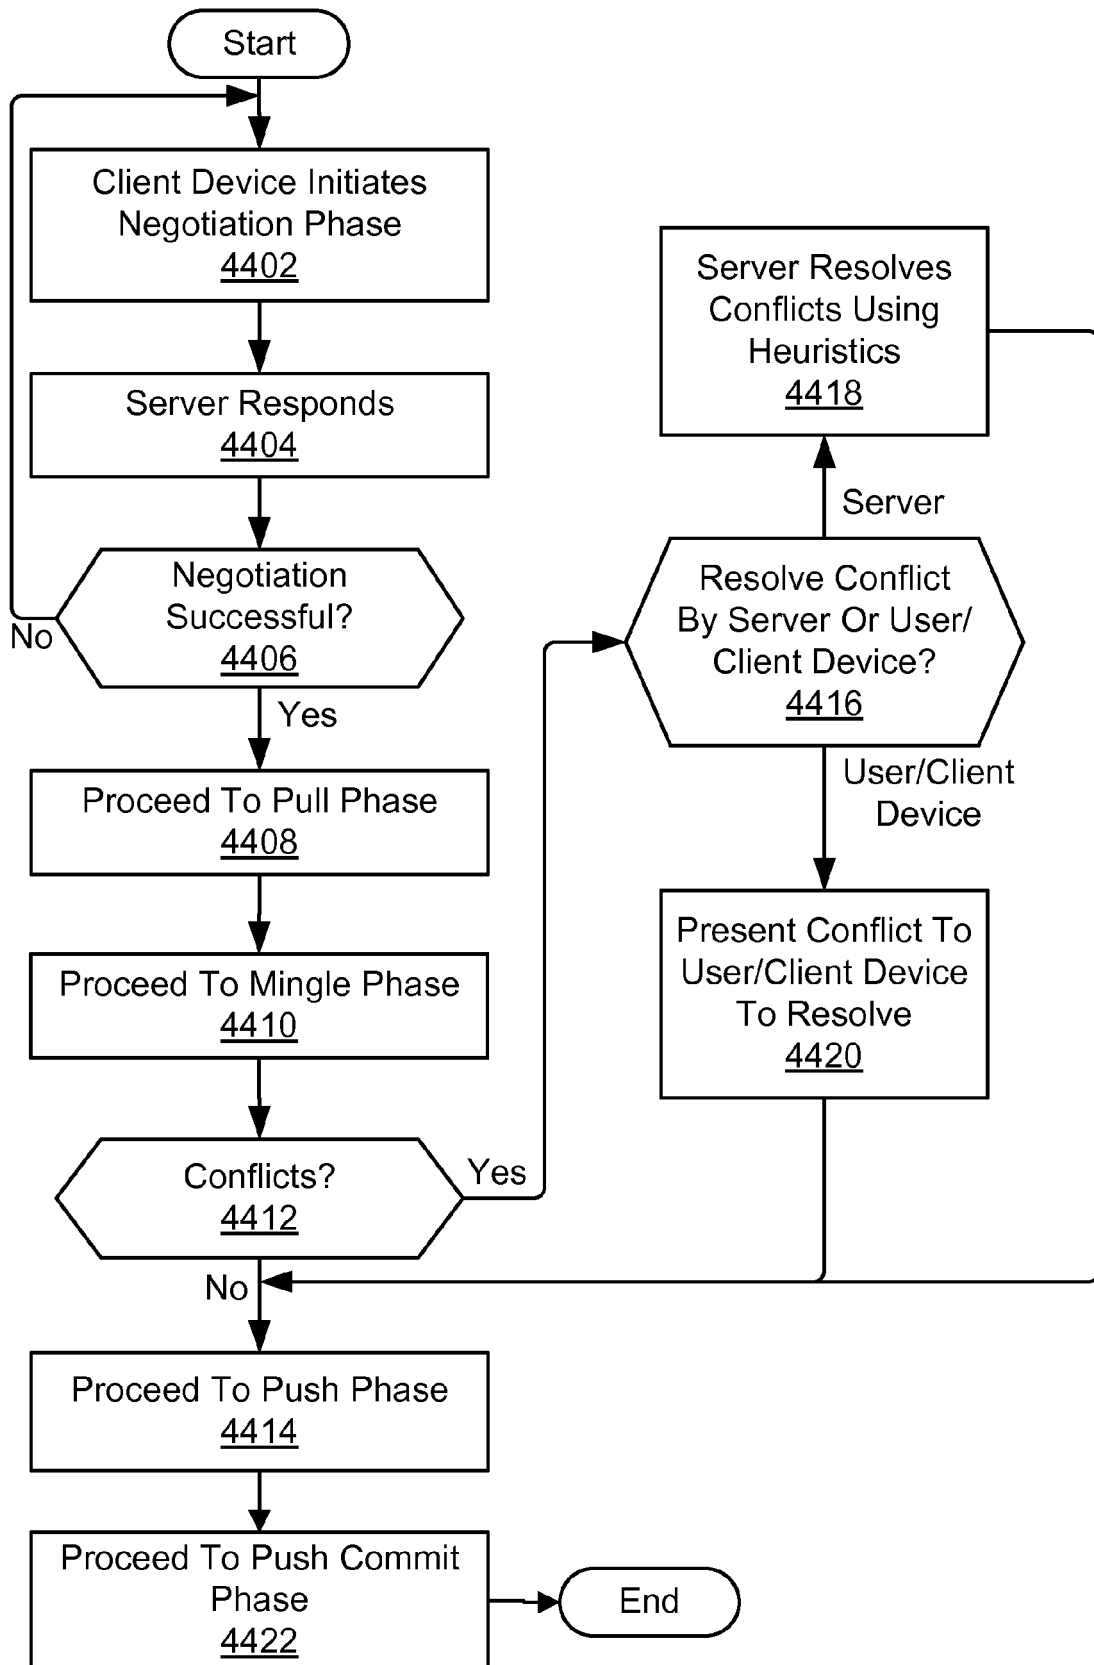 Start
Client Device Initiates
Negotiation Phase
4402
Server Responds
4404
Negotiation
Successful?
4406
No
Yes
Proceed To Pull Phase
4408
Proceed To Mingle Phase
4410
Conflicts?
4412
Yes
No
Server Resolves
Conflicts Using
Heuristics
4418
Server
Resolve Conflict
By Server Or User/
Client Device?
4416
User/Client
Device
Present Conflict To
User/Client Device
To Resolve
4420
Proceed To Push Phase
4414
Proceed To Push Commit
Phase
4422
End